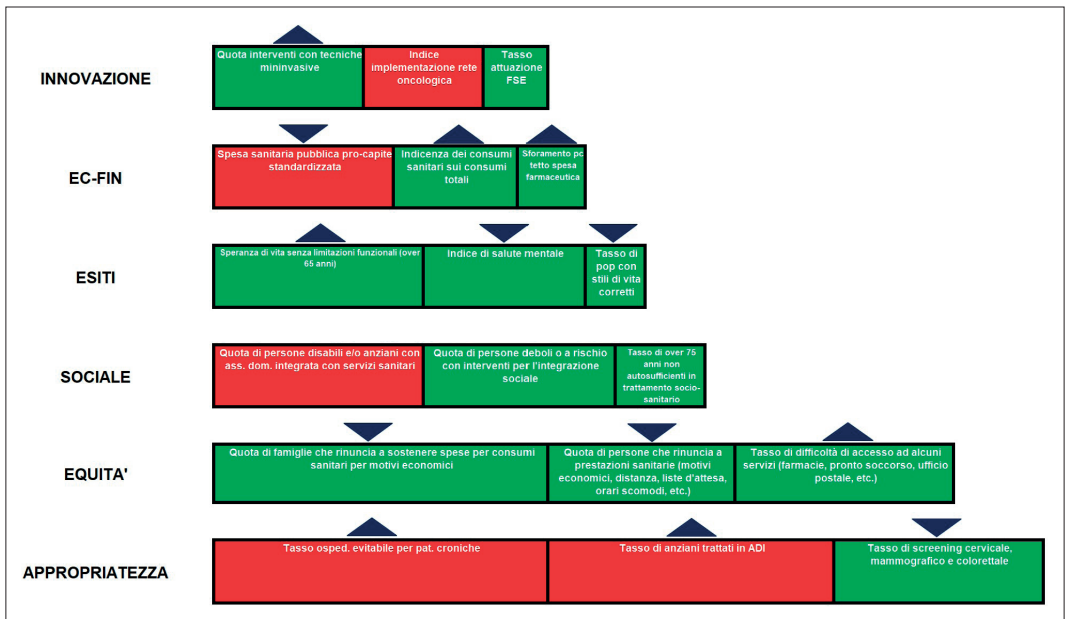 INNOVAZIONE
Quota interventi con tecniche
mininvasive
Indice
implementazione rete
oncologica
Tasso
attuazione
FSE
EC-FIN
Spesa sanitaria pubblica pro-capite
standardizzata
Indicenza dei consumi
sanitari sui consumi
totali
Sforamento pc
tetto spesa
farmaceutica
ESITI
Speranza di vita senza limitazioni funzionali (over
65 anni)
Indice di salute mentale
Tasso di
pop con
stili di vita
corretti
SOCIALE
Quota di persone disabili e/o anziani con
ass. dom. integrata con servizi sanitari
Quota di persone deboli o a rischio
con interventi per l'integrazione
sociale
Tasso di over 75
anni non
autosufficienti in
trattamento socio-
sanitario
EQUITA'
Quota di famiglie che rinuncia a sostenere spese per consumi
sanitari per motivi economici
Quota di persone che rinuncia a
prestazioni sanitarie (motivi
economici, distanza, liste d'attesa,
orari scomodi, etc.)
Tasso di difficoltà di accesso ad alcuni
servizi (farmacie, pronto soccorso, ufficio
postale, etc.)
APPROPRIATEZZA
Tasso osped. evitabile per pat. croniche
Tasso di anziani trattati in ADI
Tasso di screening cervicale,
mammografico e colorettale